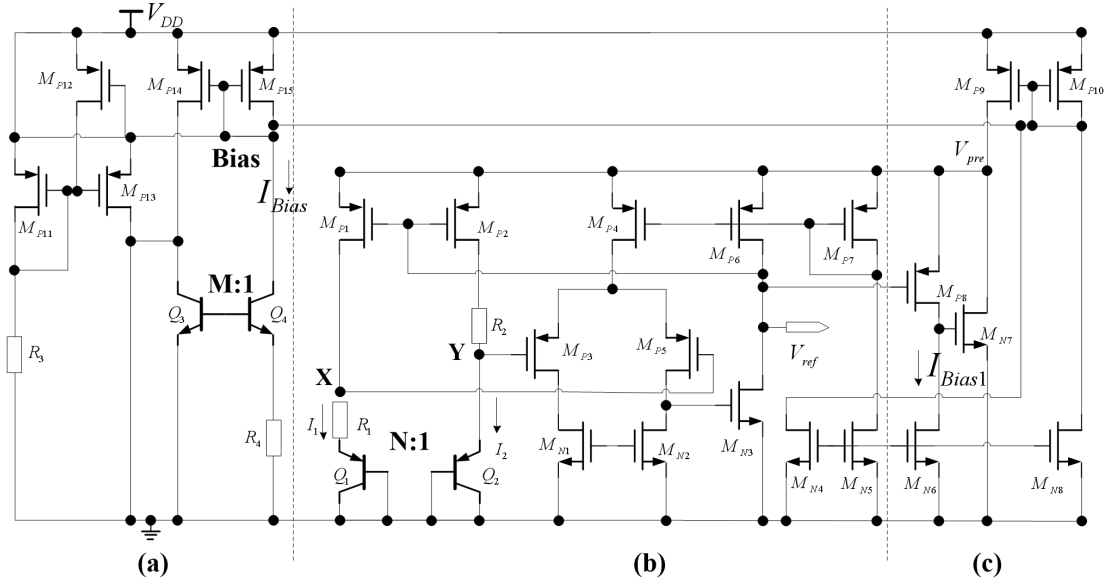 V_DD
M_P12
M_P14
M_P15
M_P9
M_P10
Bias
V_pre
I_Bias
M_P11
M_P13
M_P1
M_P2
M_P4
M_P6
M_P7
M_P8
M:1
Q_3
Q_4
R_2
M_P3
M_P5
M_N7
R_3
Y
V_ref
I_Bias1
X
I_1
R_1
I_2
R_4
N:1
M_N1
M_N2
M_N3
Q_1
Q_2
M_N4
M_N5
M_N6
M_N8
(a)
(b)
(c)